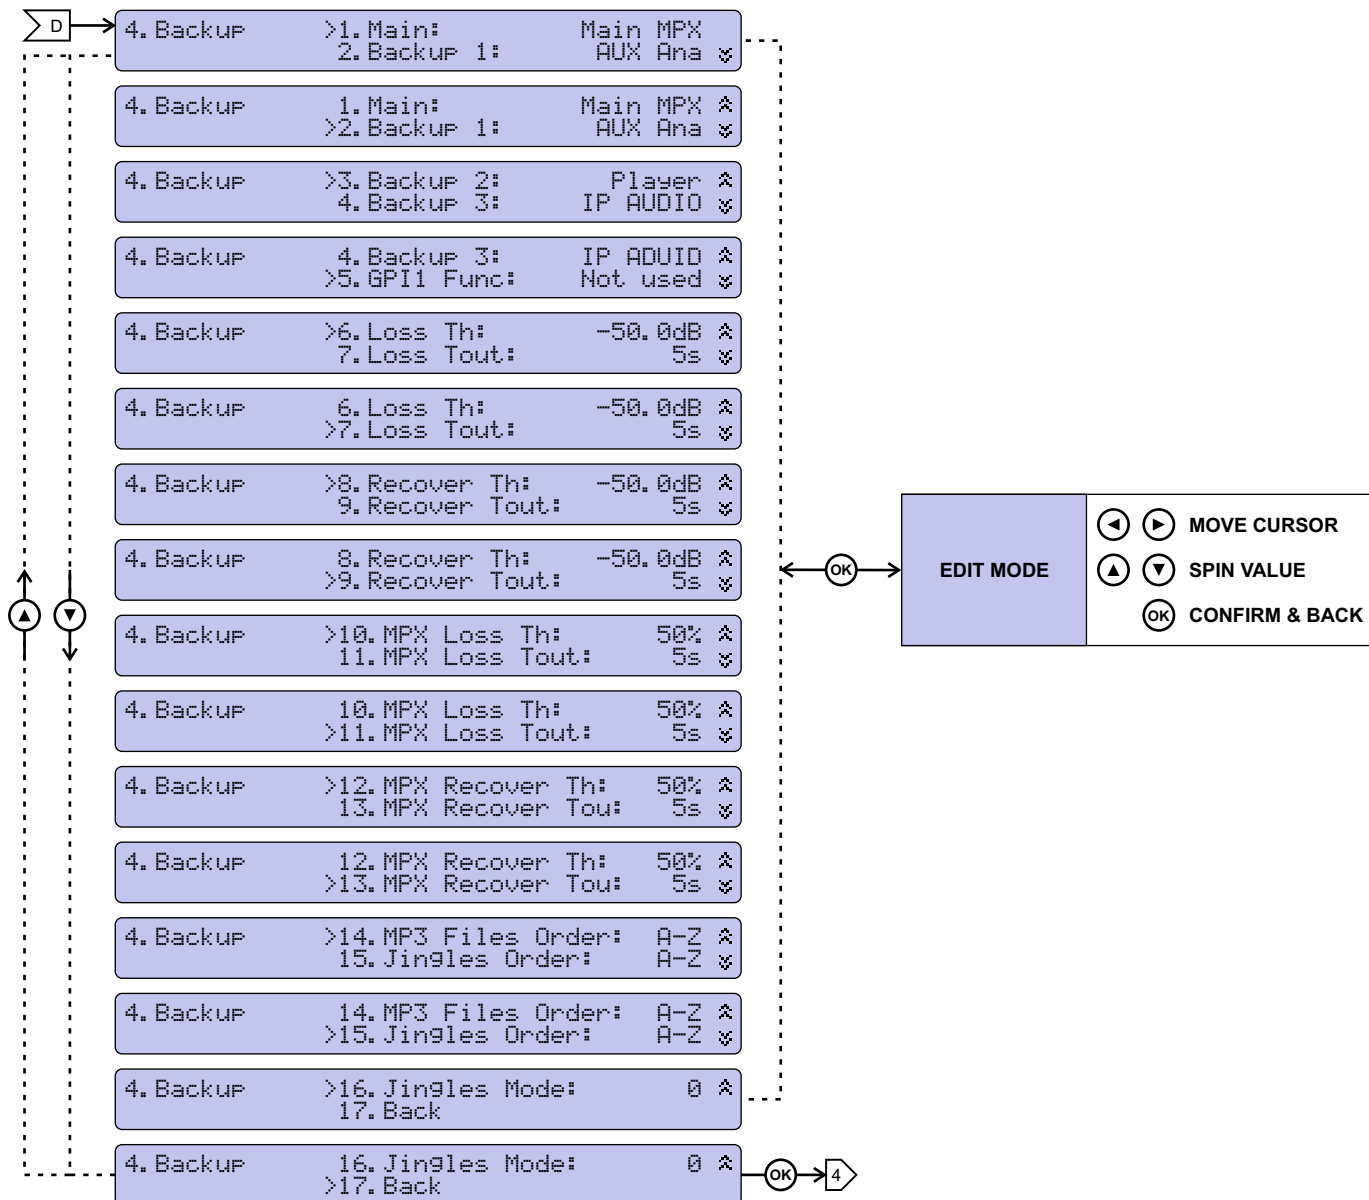 D
4.Backup >1.Main: Main MPX
2.Backup 1: AUX Ana
4.Backup 1.Main: Main MPX
>2.Backup 1: AUX Ana
4.Backup >3.Backup 2: Player
4.Backup 3: IP AUDIO
4.Backup 4.Backup 3: IP ADUID
>5.GPI1 Func: Not used
4.Backup >6.Loss Th: -50.0dB
7.Loss Tout: 5s
4.Backup 6.Loss Th: -50.0dB
>7.Loss Tout: 5s
4.Backup >8.Recover Th: -50.0dB
9.Recover Tout: 5s
4.Backup 8.Recover Th: -50.0dB
>9.Recover Tout: 5s
4.Backup >10.MPX Loss Th: 50%
11.MPX Loss Tout: 5s
4.Backup 10.MPX Loss Th: 50%
>11.MPX Loss Tout: 5s
4.Backup >12.MPX Recover Th: 50%
13.MPX Recover Tou: 5s
4.Backup 12.MPX Recover Th: 50%
>13.MPX Recover Tou: 5s
4.Backup >14.MP3 Files Order: A-Z
15.Jingles Order: A-Z
4.Backup 14.MP3 Files Order: A-Z
>15.Jingles Order: A-Z
4.Backup >16.Jingles Mode: 0
17.Back
4.Backup 16.Jingles Mode: 0
>17.Back
OK
4
OK
EDIT MODE
MOVE CURSOR
SPIN VALUE
OK CONFIRM & BACK